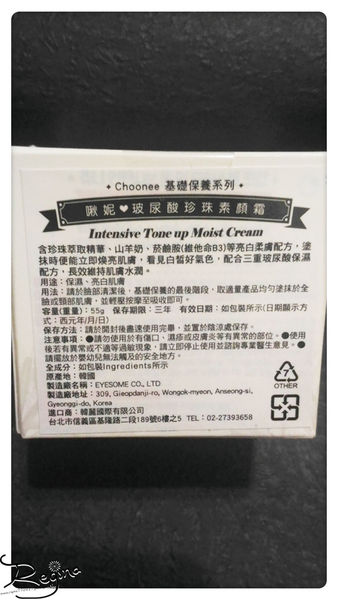 Choonee 基礎保養系列
啾妮♥玻尿酸珍珠素顏霜
Intensive Tone up Moist Cream
含珍珠萃取精華、山羊奶、菸鹼胺(維他命B3)等亮白柔膚配方，塗
抹時便能立即燒亮肌膚，看見白皙好氣色，配合三重玻尿酸保濕
配方，長效維持肌膚水潤。
用途：保濕、亮白肌膚
用法：請於臉部清潔後，基礎保養的最後階段，取適量產品均勻塗抹於全
臉或頸部肌膚，並輕壓按摩至吸收即可。
容量(重量)：55g 保存期限：三年 有效日期：如包裝所示(日期顯示方
式：西元年/月/日)
保存方法：請於開封後盡速使用完畢，並置於陰涼處保存。
注意事項：●請勿使用於有傷口、濕疹或皮膚炎等有異常的部位。●使用
後若有異常或不適等過敏現象，請立即停止使用並諮詢專業醫生意見。●
請擺放於嬰幼兒無法觸及的安全地方。
全成分：如包裝Ingredients所示
原產地：韓國
製造廠名稱：EYESOME CO., LTD
製造廠地址：309, Gieopdanji-ro, Wongok-myeon, Anseong-si,
Gyeonggi-do, Korea
進口商：韓麗國際有限公司
台北市信義區基隆路二段189號6樓之5 TEL：02-27393658
7
OTHER
Regina